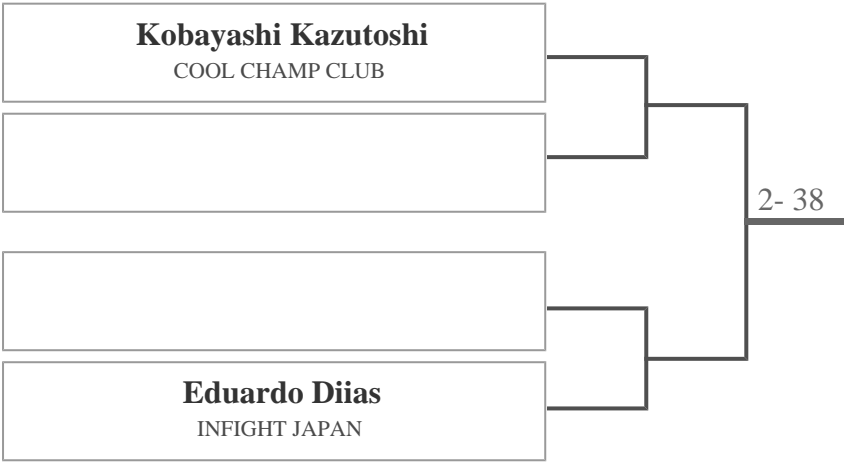 Kobayashi Kazutoshi
COOL CHAMP CLUB
2- 38
Eduardo Diias
INFIGHT JAPAN